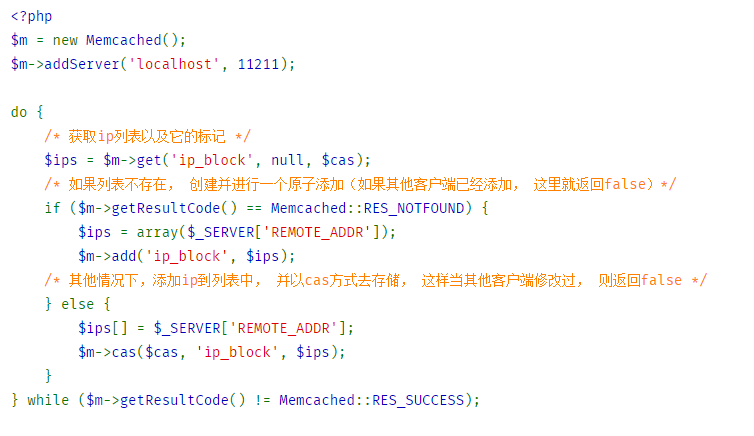 <?php
$m = new Memcached();
$m->addServer('localhost', 11211);

do {
    /* 获取ip列表以及它的标记 */
    $ips = $m->get('ip_block', null, $cas);
    /* 如果列表不存在， 创建并进行一个原子添加（如果其他客户端已经添加， 这里就返回false）*/
    if ($m->getResultCode() == Memcached::RES_NOTFOUND) {
        $ips = array($_SERVER['REMOTE_ADDR']);
        $m->add('ip_block', $ips);
    /* 其他情况下，添加ip到列表中， 并以cas方式去存储， 这样当其他客户端修改过， 则返回false */
    } else {
        $ips[] = $_SERVER['REMOTE_ADDR'];
        $m->cas($cas, 'ip_block', $ips);
    }
} while ($m->getResultCode() != Memcached::RES_SUCCESS);